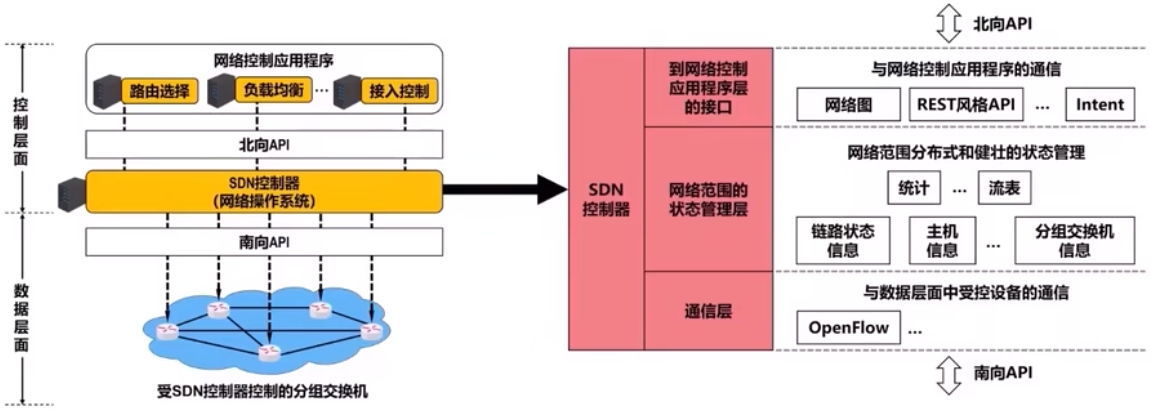 控制层面
数据层面
网络控制应用程序
路由选择
负载均衡
...
接入控制
北向API
SDN控制器
(网络操作系统)
南向API
受SDN控制器控制的分组交换机
SDN
控制器
到网络控制
应用程序层
的接口
网络范围的
状态管理层
通信层
北向API
与网络控制应用程序的通信
网络图
REST风格API
...
Intent
网络范围分布式和健壮的状态管理
统计
...
流表
链路状态
信息
主机
信息
...
分组交换机
信息
与数据层面中受控设备的通信
OpenFlow
...
南向API